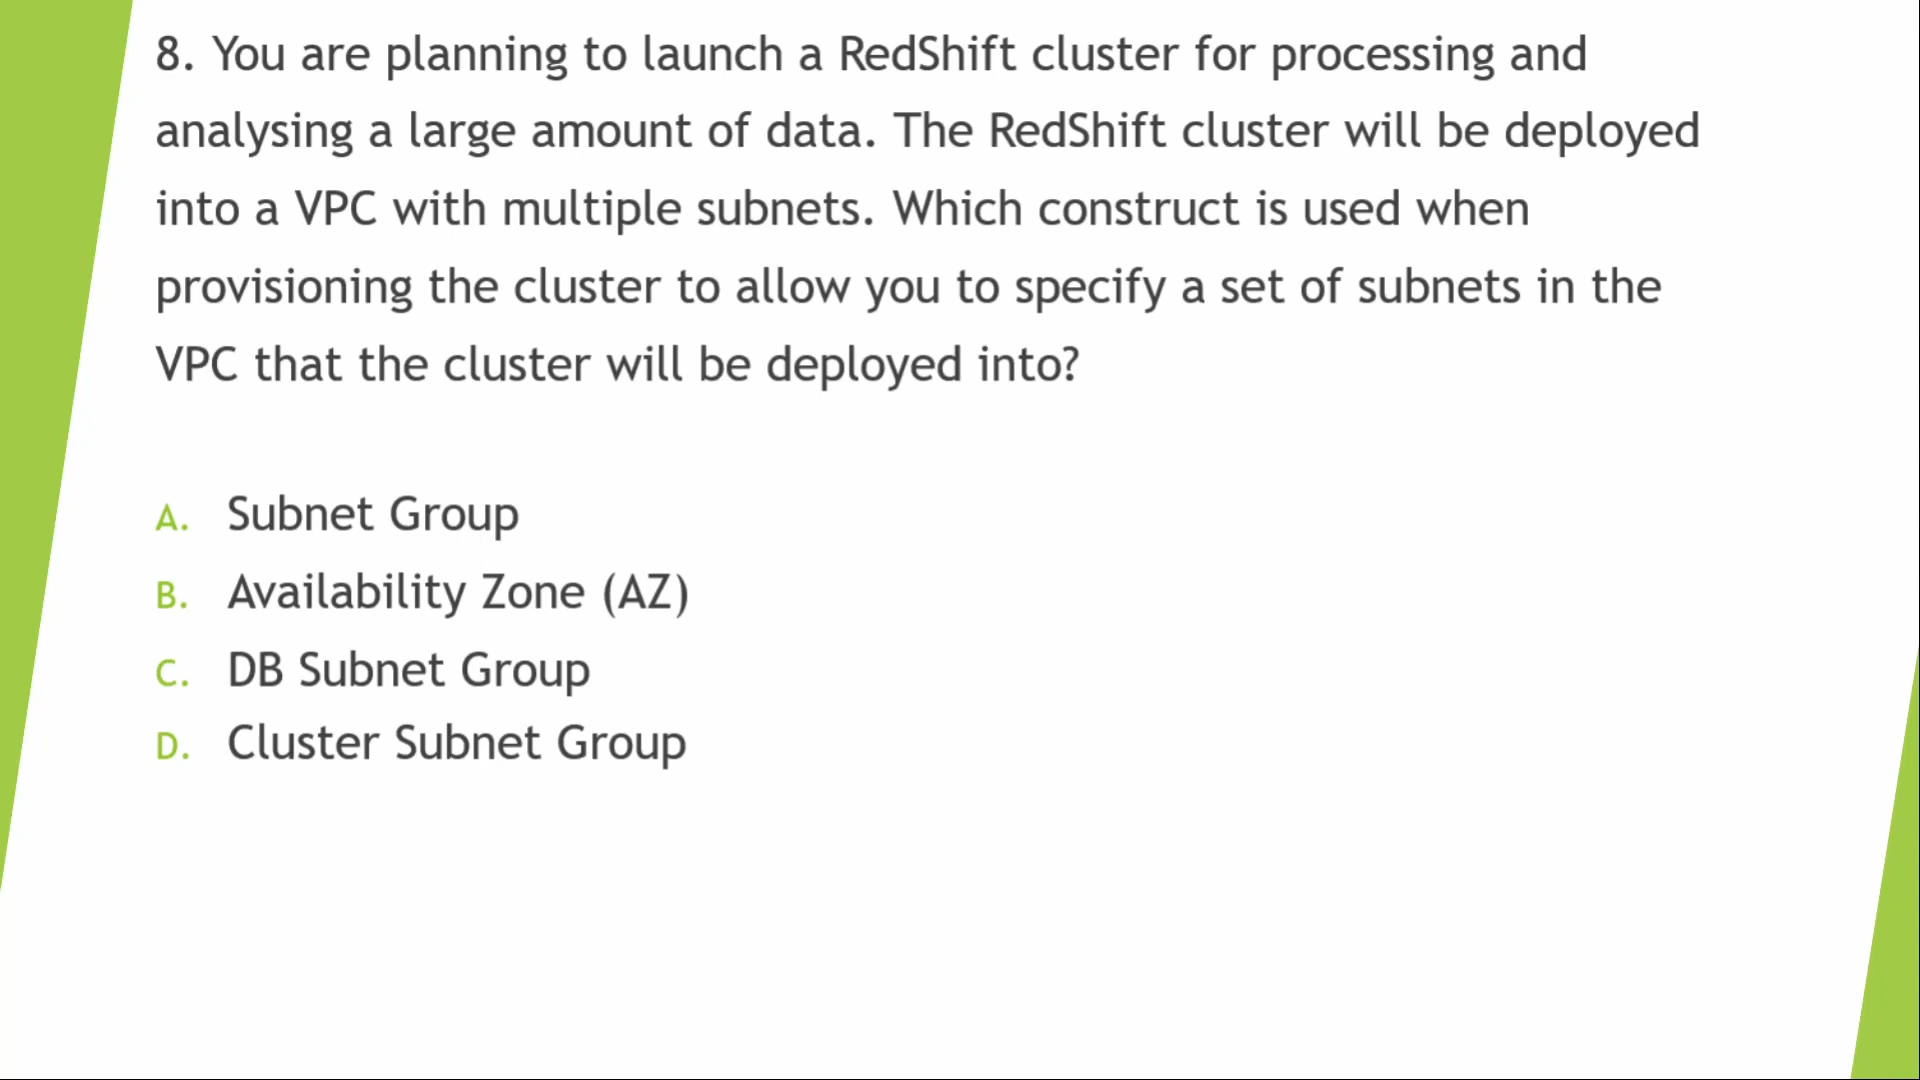 8. You are planning to launch a RedShift cluster for processing and
analysing a large amount of data. The RedShift cluster will be deployed
into a VPC with multiple subnets. Which construct is used when
provisioning the cluster to allow you to specify a set of subnets in the
VPC that the cluster will be deployed into?
A. Subnet Group
B. Availability Zone (AZ)
C. DB Subnet Group
D. Cluster Subnet Group